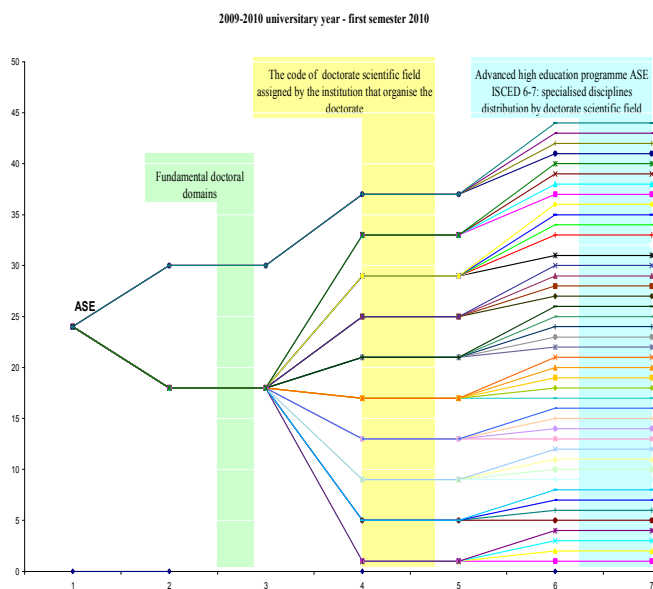 2009-2010 universitary year - first semester 2010
The code of doctorate scientific field
assigned by the institution that organise the
doctorate
Advanced high education programme ASE
ISCED 6-7: specialised disciplines
distribution by doctorate scientific field
Fundamental doctoral
domains
ASE
50
45
40
35
30
25
20
15
10
5
0
1 2 3 4 5 6 7